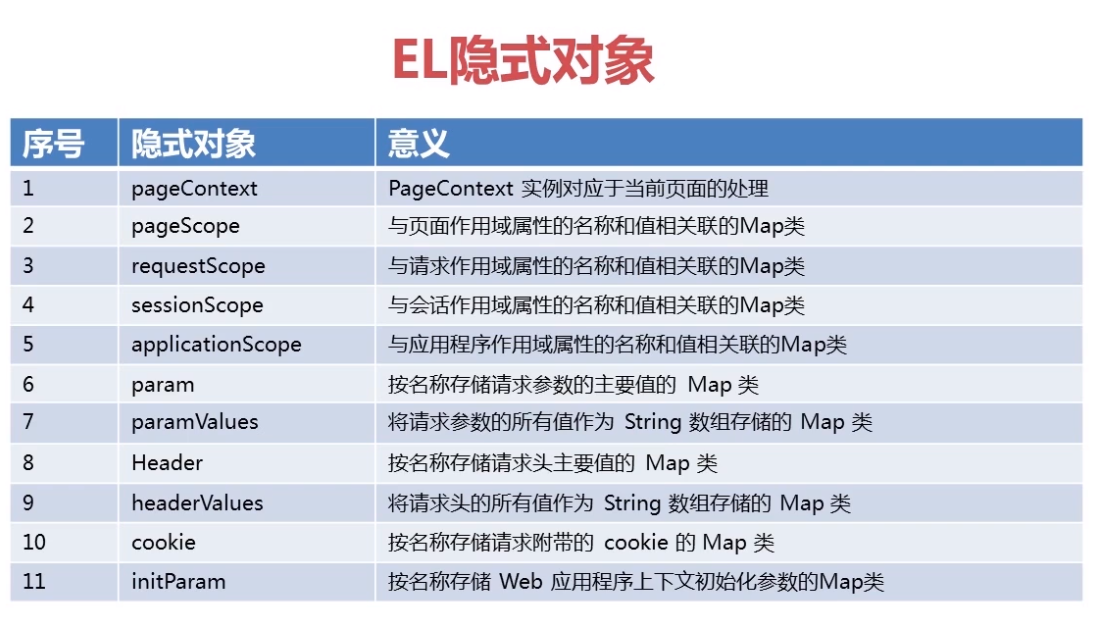 EL隐式对象
序号 隐式对象 意义
1 pageContext PageContext 实例对应于当前页面的处理
2 pageScope 与页面作用域属性的名称和值相关联的Map类
3 requestScope 与请求作用域属性的名称和值相关联的Map类
4 sessionScope 与会话作用域属性的名称和值相关联的Map类
5 applicationScope 与应用程序作用域属性的名称和值相关联的Map类
6 param 按名称存储请求参数的主要值的 Map 类
7 paramValues 将请求参数的所有值作为 String 数组存储的 Map 类
8 Header 按名称存储请求头主要值的 Map 类
9 headerValues 将请求头的所有值作为 String 数组存储的 Map 类
10 cookie 按名称存储请求附带的 cookie 的 Map 类
11 initParam 按名称存储 Web 应用程序上下文初始化参数的Map类